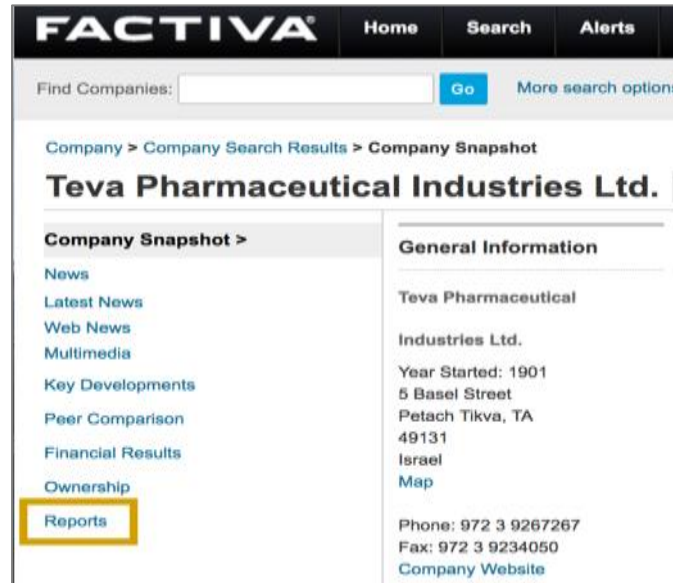 FACTIVA® Home Search Alerts
Find Companies: Go More search options
Company > Company Search Results > Company Snapshot
Teva Pharmaceutical Industries Ltd.
Company Snapshot >
News
Latest News
Web News
Multimedia
Key Developments
Peer Comparison
Financial Results
Ownership
Reports
General Information
Teva Pharmaceutical
Industries Ltd.
Year Started: 1901
5 Basel Street
Petach Tikva, TA
49131
Israel
Map
Phone: 972 3 9267267
Fax: 972 3 9234050
Company Website